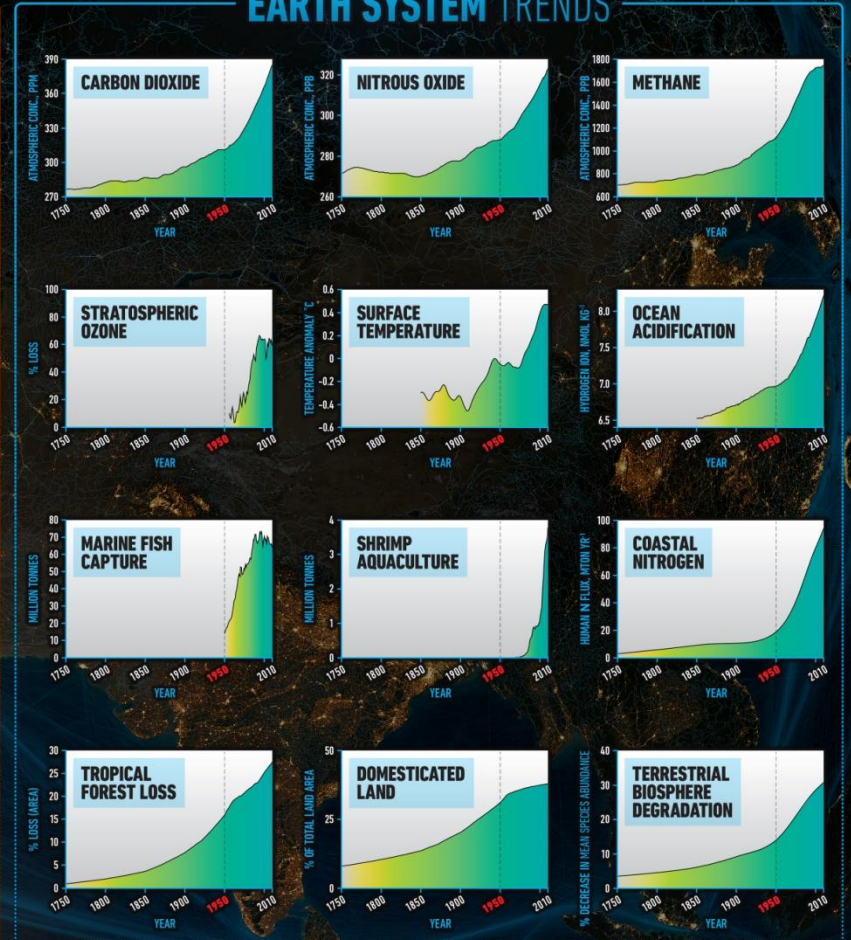 EARTH SYSTEM TRENDS
CARBON DIOXIDE
ATMOSPHERIC CONC., PPM
390
360
330
300
270
1750 1800 1850 1900 1950 2010
YEAR
NITROUS OXIDE
ATMOSPHERIC CONC., PPB
320
300
280
260
1750 1800 1850 1900 1950 2010
YEAR
METHANE
ATMOSPHERIC CONC., PPB
1800
1600
1400
1200
1000
800
600
1750 1800 1850 1900 1950 2010
YEAR
STRATOSPHERIC
OZONE
% LOSS
100
80
60
40
20
0
1750 1800 1850 1900 1950 2010
YEAR
SURFACE
TEMPERATURE
TEMPERATURE ANOMALY °C
0.6
0.4
0.2
0
-0.2
-0.4
-0.6
1750 1800 1850 1900 1950 2010
YEAR
OCEAN
ACIDIFICATION
HYDROGEN ION, NMOL KG-1
8.0
7.5
7.0
6.5
1750 1800 1850 1900 1950 2010
YEAR
MARINE FISH
CAPTURE
MILLION TONNES
80
70
60
50
40
30
20
10
0
1750 1800 1850 1900 1950 2010
YEAR
SHRIMP
AQUACULTURE
MILLION TONNES
4
3
2
1
0
1750 1800 1850 1900 1950 2010
YEAR
COASTAL
NITROGEN
HUMAN N FLUX, MTON YR-1
100
80
60
40
20
0
1750 1800 1850 1900 1950 2010
YEAR
TROPICAL
FOREST LOSS
% LOSS (AREA)
30
25
20
15
10
5
0
1750 1800 1850 1900 1950 2010
YEAR
DOMESTICATED
LAND
% OF TOTAL LAND AREA
50
25
0
1750 1800 1850 1900 1950 2010
YEAR
TERRESTRIAL
BIOSPHERE
DEGRADATION
% DECREASE IN MEAN SPECIES ABUNDANCE
40
30
20
10
0
1750 1800 1850 1900 1950 2010
YEAR